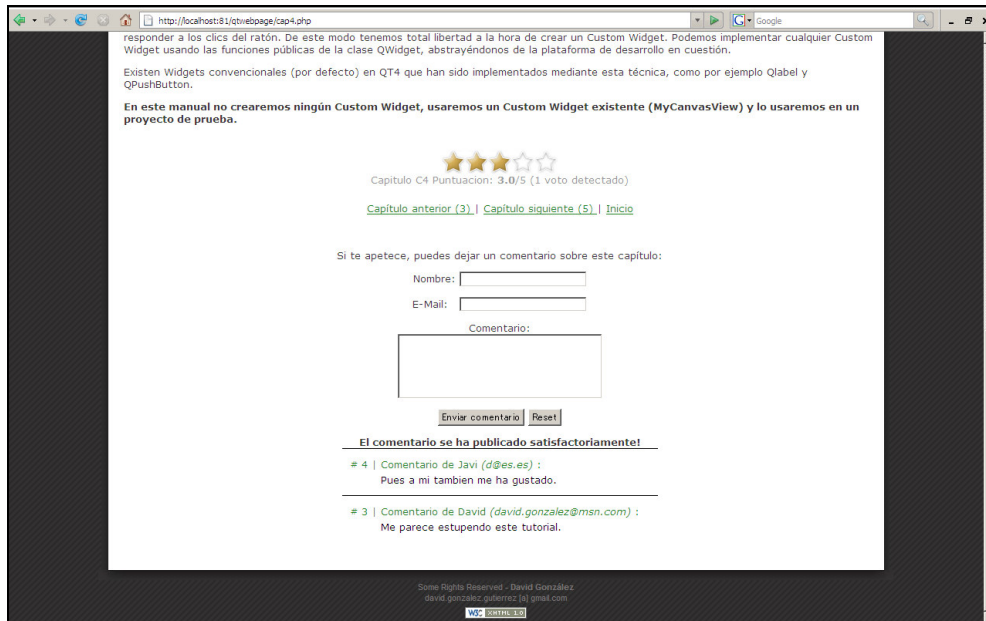 http://localhost:81/qtwebpage/cap4.php
G
Google
responder a los clics del ratón. De este modo tenemos total libertad a la hora de crear un Custom Widget. Podemos implementar cualquier Custom
Widget usando las funciones públicas de la clase QWidget, abstrayéndonos de la plataforma de desarrollo en cuestión.
Existen Widgets convencionales (por defecto) en QT4 que han sido implementados mediante esta técnica, como por ejemplo Qlabel y
QPushButton.
En este manual no crearemos ningún Custom Widget, usaremos un Custom Widget existente (MyCanvasView) y lo usaremos en un
proyecto de prueba.
Capitulo C4 Puntuacion: 3.0/5 (1 voto detectado)
Capítulo anterior (3) | Capítulo siguiente (5) | Inicio
Si te apetece, puedes dejar un comentario sobre este capítulo:
Nombre:
E-Mail:
Comentario:
Enviar comentario Reset
El comentario se ha publicado satisfactoriamente!
# 4 | Comentario de Javi (d@es.es) :
Pues a mi tambien me ha gustado.
# 3 | Comentario de David (david.gonzalez@msn.com) :
Me parece estupendo este tutorial.
Some Rights Reserved - David González
david.gonzalez.gutierrez [a] gmail.com
W3C XHTML 1.0